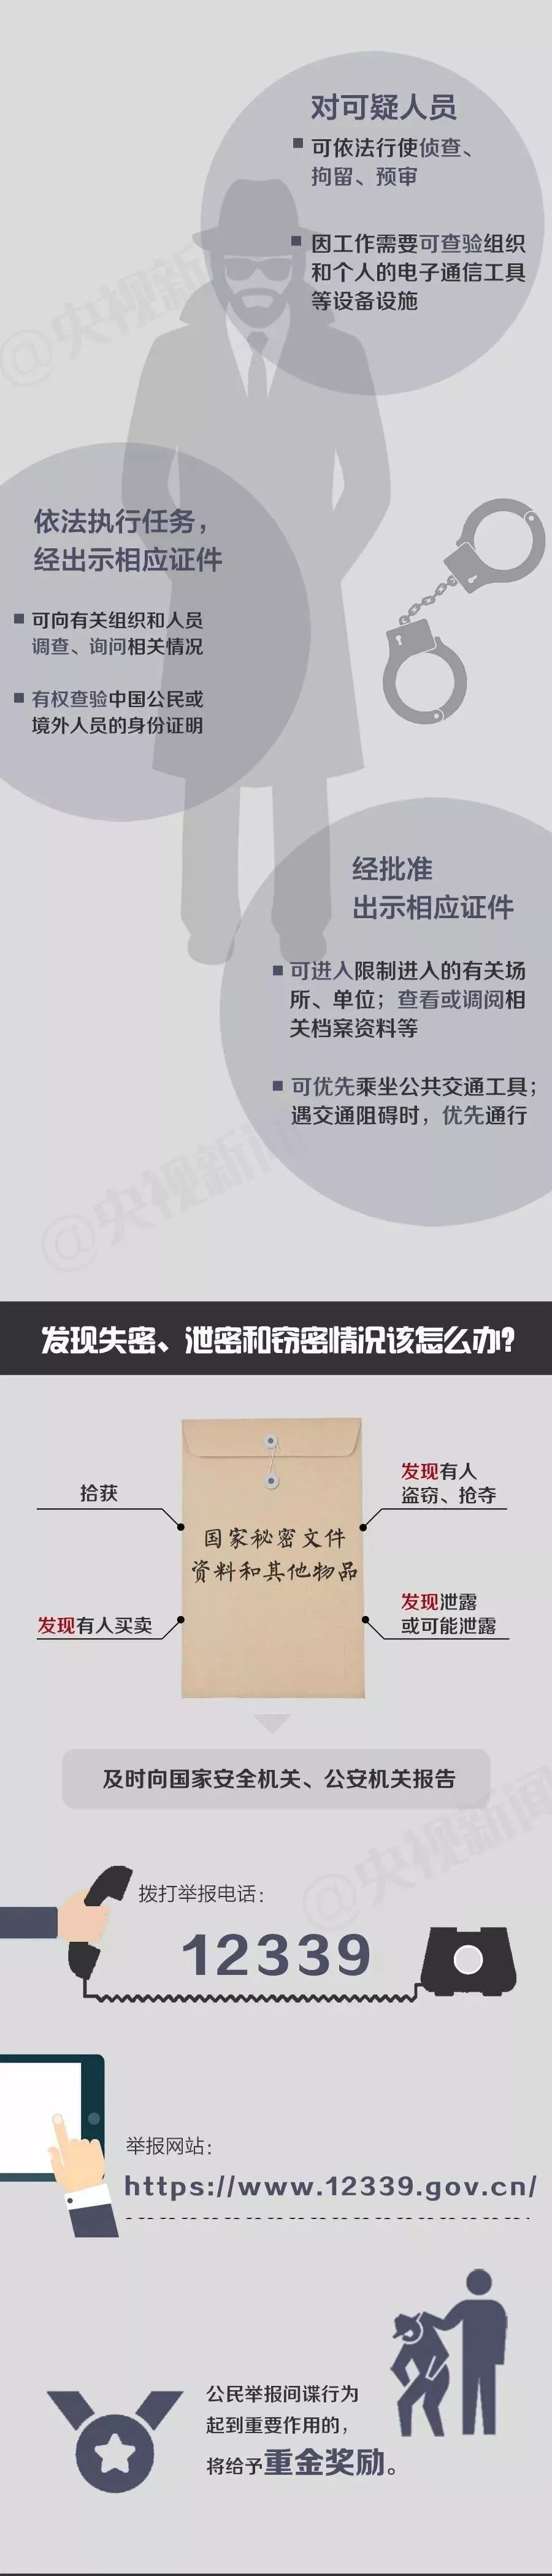 对可疑人员
可依法行使侦查、
拘留、预审
因工作需要可查验组织
和个人的电子通信工具
等设备设施
@央视新闻
依法执行任务，
经出示相应证件
可向有关组织和人员
调查、询问相关情况
有权查验中国公民或
境外人员的身份证明
经批准
出示相应证件
可进入限制进入的有关场
所、单位；查看或调阅相
关档案资料等
可优先乘坐公共交通工具；
遇交通阻碍时，优先通行
@央视新闻
发现失密、泄密和窃密情况该怎么办？
拾获
发现有人
盗窃、抢夺
国家秘密文件
资料和其他物品
发现有人买卖
发现泄露
或可能泄露
及时向国家安全机关、公安机关报告
@央视新闻
拨打举报电话：
12339
举报网站：
https://www.12339.gov.cn/
公民举报间谍行为
起到重要作用的，
将给予重金奖励。